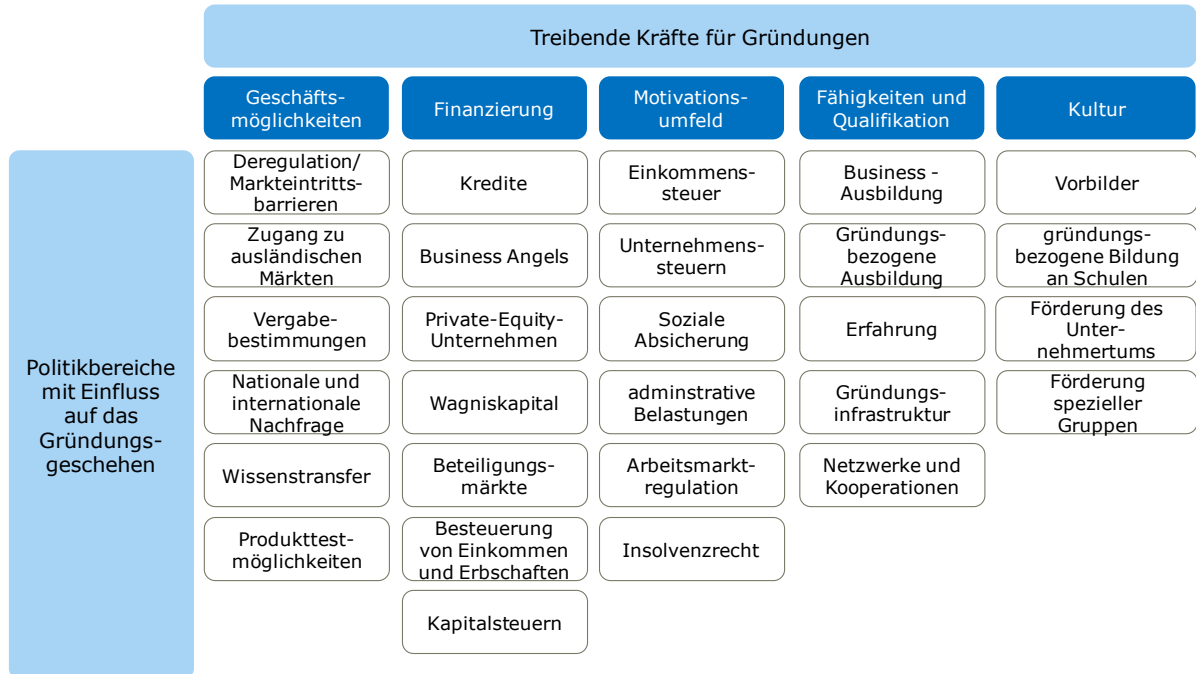 Treibende Kräfte für Gründungen
Geschäfts-
möglichkeiten
Finanzierung
Motivations-
umfeld
Fähigkeiten und
Qualifikation
Kultur
Politikbereiche
mit Einfluss
auf das
Gründungs-
geschehen
Deregulation/
Markteintritts-
barrieren
Zugang zu
ausländischen
Märkten
Vergabe-
bestimmungen
Nationale und
internationale
Nachfrage
Wissenstransfer
Produkttest-
möglichkeiten
Kredite
Business Angels
Private-Equity-
Unternehmen
Wagniskapital
Beteiligungs-
märkte
Besteuerung
von Einkommen
und Erbschaften
Kapitalsteuern
Einkommens-
steuer
Unternehmens-
steuern
Soziale
Absicherung
adminstrative
Belastungen
Arbeitsmarkt-
regulation
Insolvenzrecht
Business -
Ausbildung
Gründungs-
bezogene
Ausbildung
Erfahrung
Gründungs-
infrastruktur
Netzwerke und
Kooperationen
Vorbilder
gründungs-
bezogene Bildung
an Schulen
Förderung des
Unter-
nehmertums
Förderung
spezieller
Gruppen